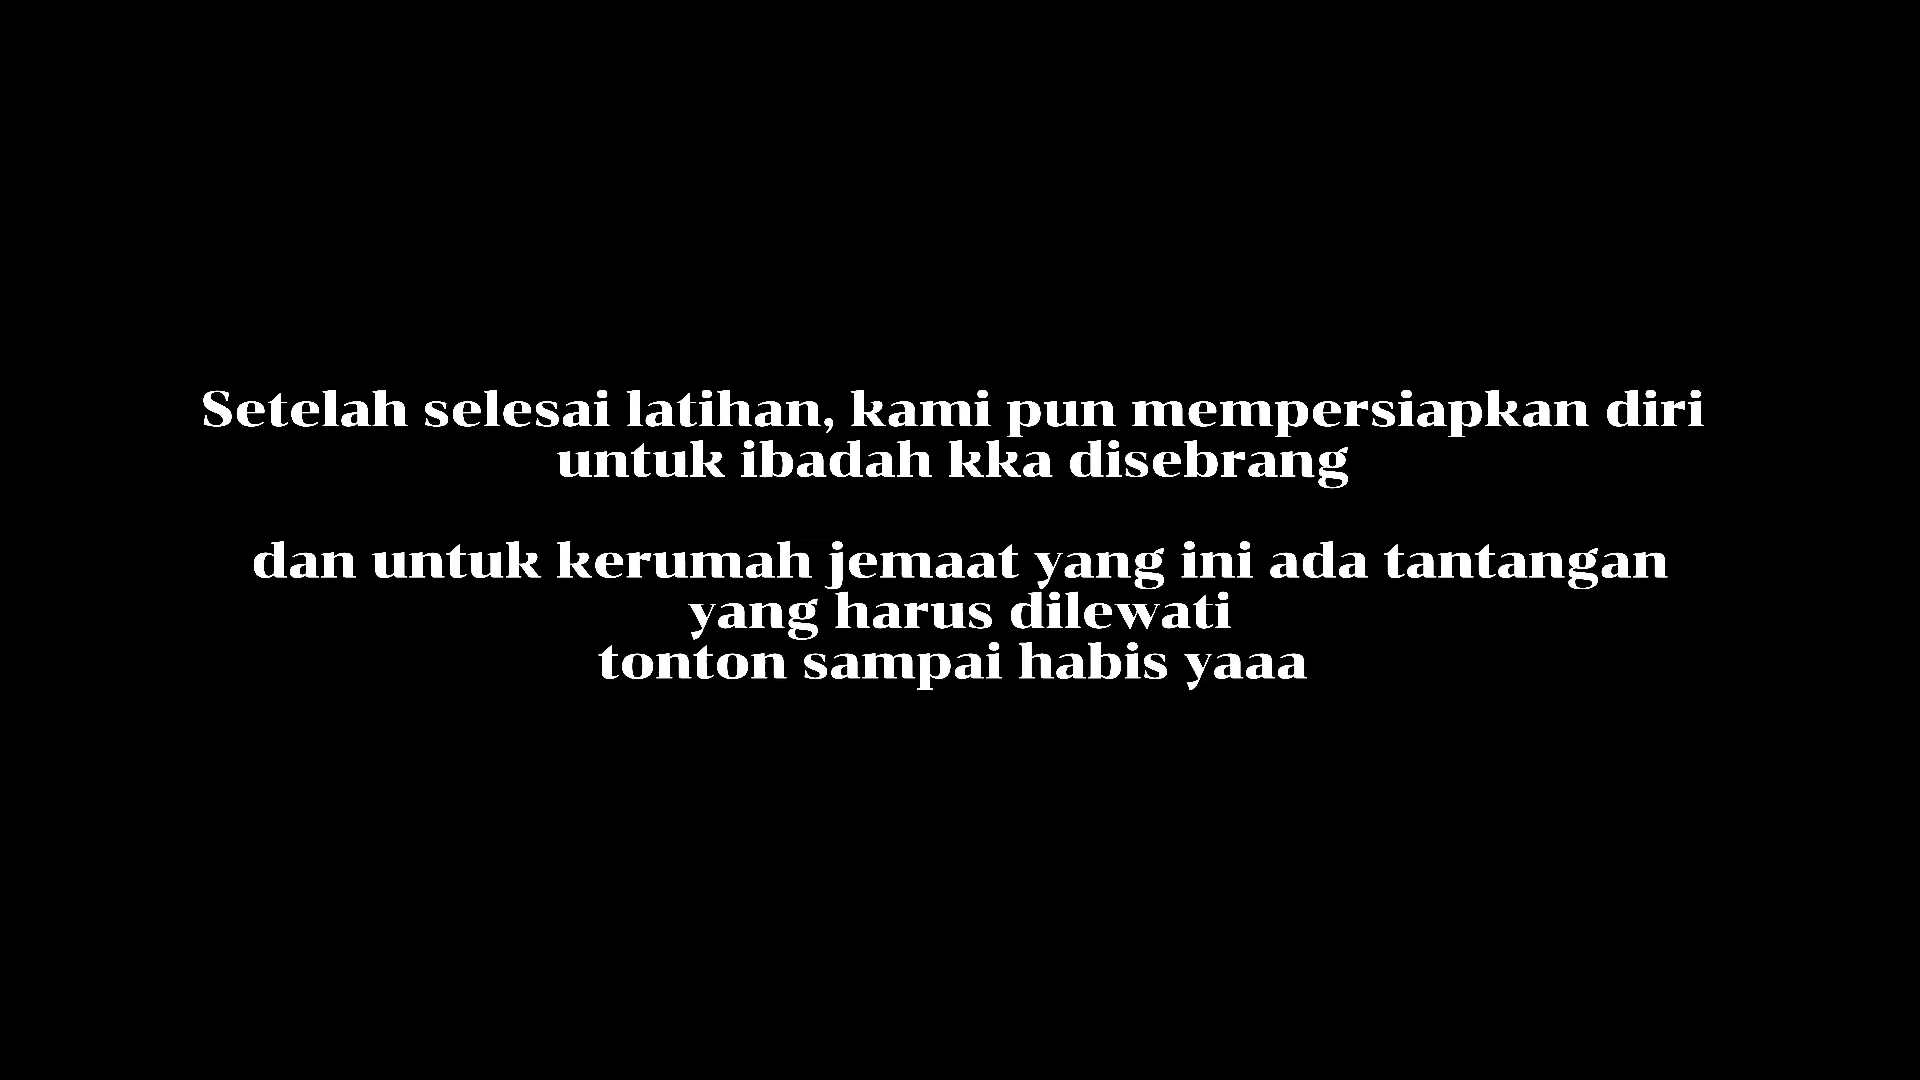 Setelah selesai latihan, kami pun mempersiapkan diri
untuk ibadah kka disebrang
dan untuk kerumah jemaat yang ini ada tantangan
yang harus dilewati
tonton sampai habis yaaa